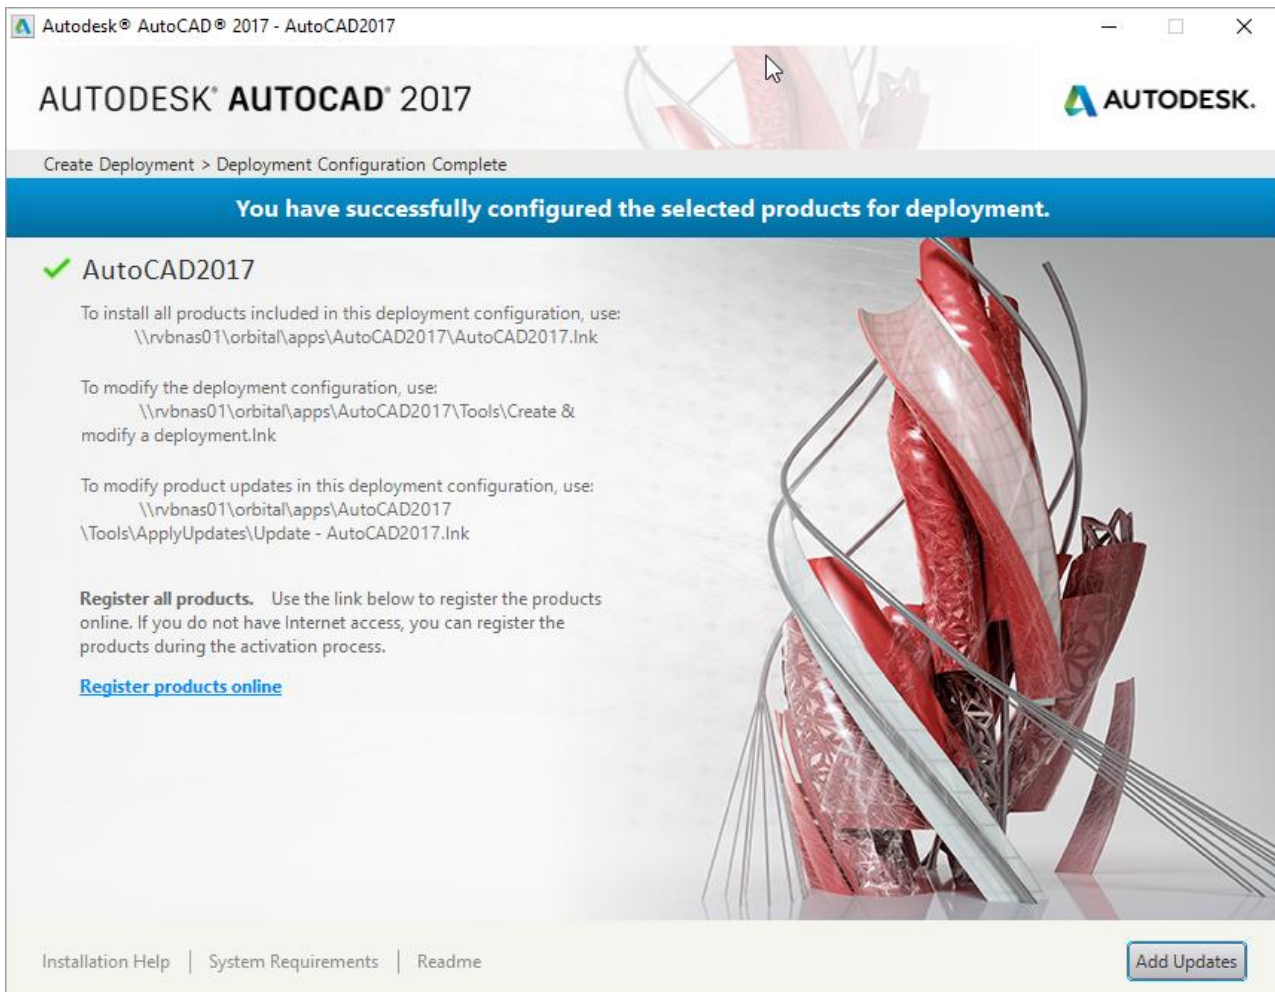 Autodesk® AutoCAD® 2017 - AutoCAD2017
AUTODESK® AUTOCAD® 2017
AUTODESK.
Create Deployment > Deployment Configuration Complete
You have successfully configured the selected products for deployment.
AutoCAD2017
To install all products included in this deployment configuration, use:
\\rvbnas01\orbital\apps\AutoCAD2017\AutoCAD2017.lnk
To modify the deployment configuration, use:
\\rvbnas01\orbital\apps\AutoCAD2017\Tools\Create &
modify a deployment.lnk
To modify product updates in this deployment configuration, use:
\\rvbnas01\orbital\apps\AutoCAD2017
\Tools\ApplyUpdates\Update - AutoCAD2017.lnk
Register all products. Use the link below to register the products
online. If you do not have Internet access, you can register the
products during the activation process.
Register products online
Installation Help | System Requirements | Readme
Add Updates